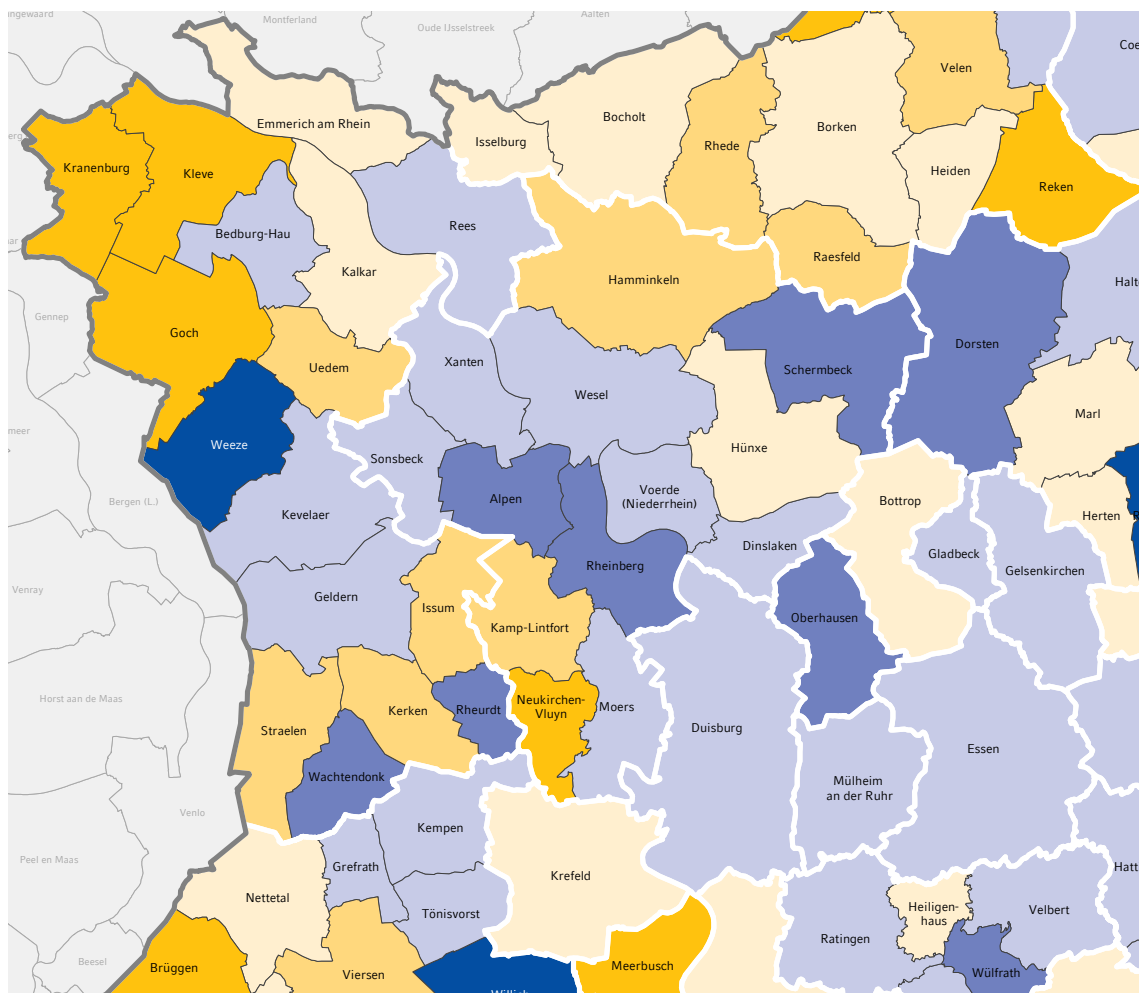 Montferland
Oude IJsselstreek
Aalten
Velen
Emmerich am Rhein
Bocholt
Borken
Isselburg
Rhede
Heiden
Kranenburg
Kleve
Reken
Bedburg-Hau
Rees
Raesfeld
Kalkar
Hamminkeln
Gennep
Goch
Dorsten
Uedem
Xanten
Schermbeck
Wesel
Marl
Weeze
Hünxe
Sonsbeck
Bergen (L.)
Alpen
Voerde
(Niederrhein)
Bottrop
Kevelaer
Herten
Dinslaken
Gladbeck
Rheinberg
Gelsenkirchen
Venray
Geldern
Issum
Kamp-Lintfort
Oberhausen
Horst aan de Maas
Straelen
Kerken
Rheurdt
Neukirchen-
Vluyn
Moers
Duisburg
Essen
Wachtendonk
Mülheim
an der Ruhr
Venlo
Kempen
Peel en Maas
Grefrath
Krefeld
Nettetal
Tönisvorst
Heiligen-
haus
Velbert
Ratingen
Beesel
Brüggen
Viersen
Meerbusch
Wülfrath